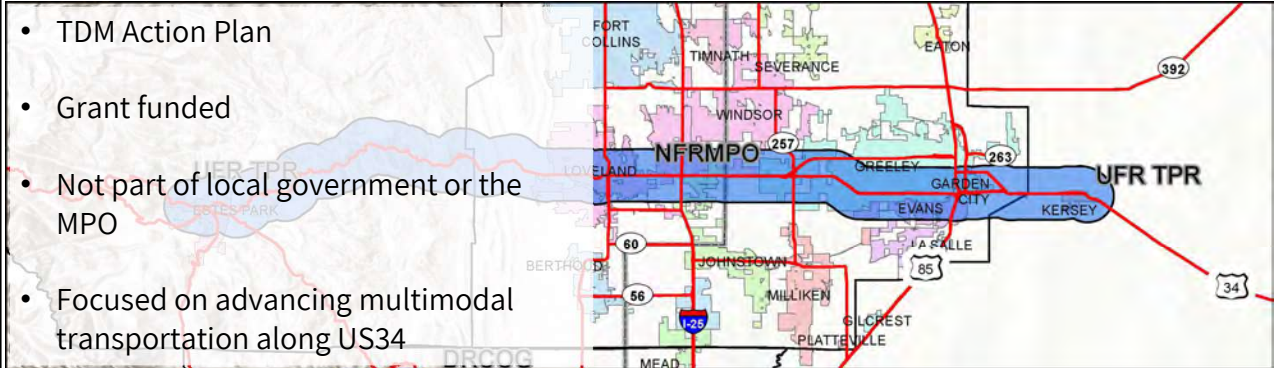 • TDM Action Plan
• Grant funded
• Not part of local government or the
MPO
• Focused on advancing multimodal
transportation along US34
FORT
COLLINS
TIMNATH
SEVERANCE
EATON
392
WINDSOR
257
NFRMPO
263
UFR TPR
LOVELAND
GREELEY
UFR TPR
GARDEN
CITY
ESTES PARK
EVANS
KERSEY
60
LA SALLE
BERTHOUD
JOHNSTOWN
85
56
MILLIKEN
34
I-25
GILCREST
PLATTEVILLE
DRCOG
MEAD